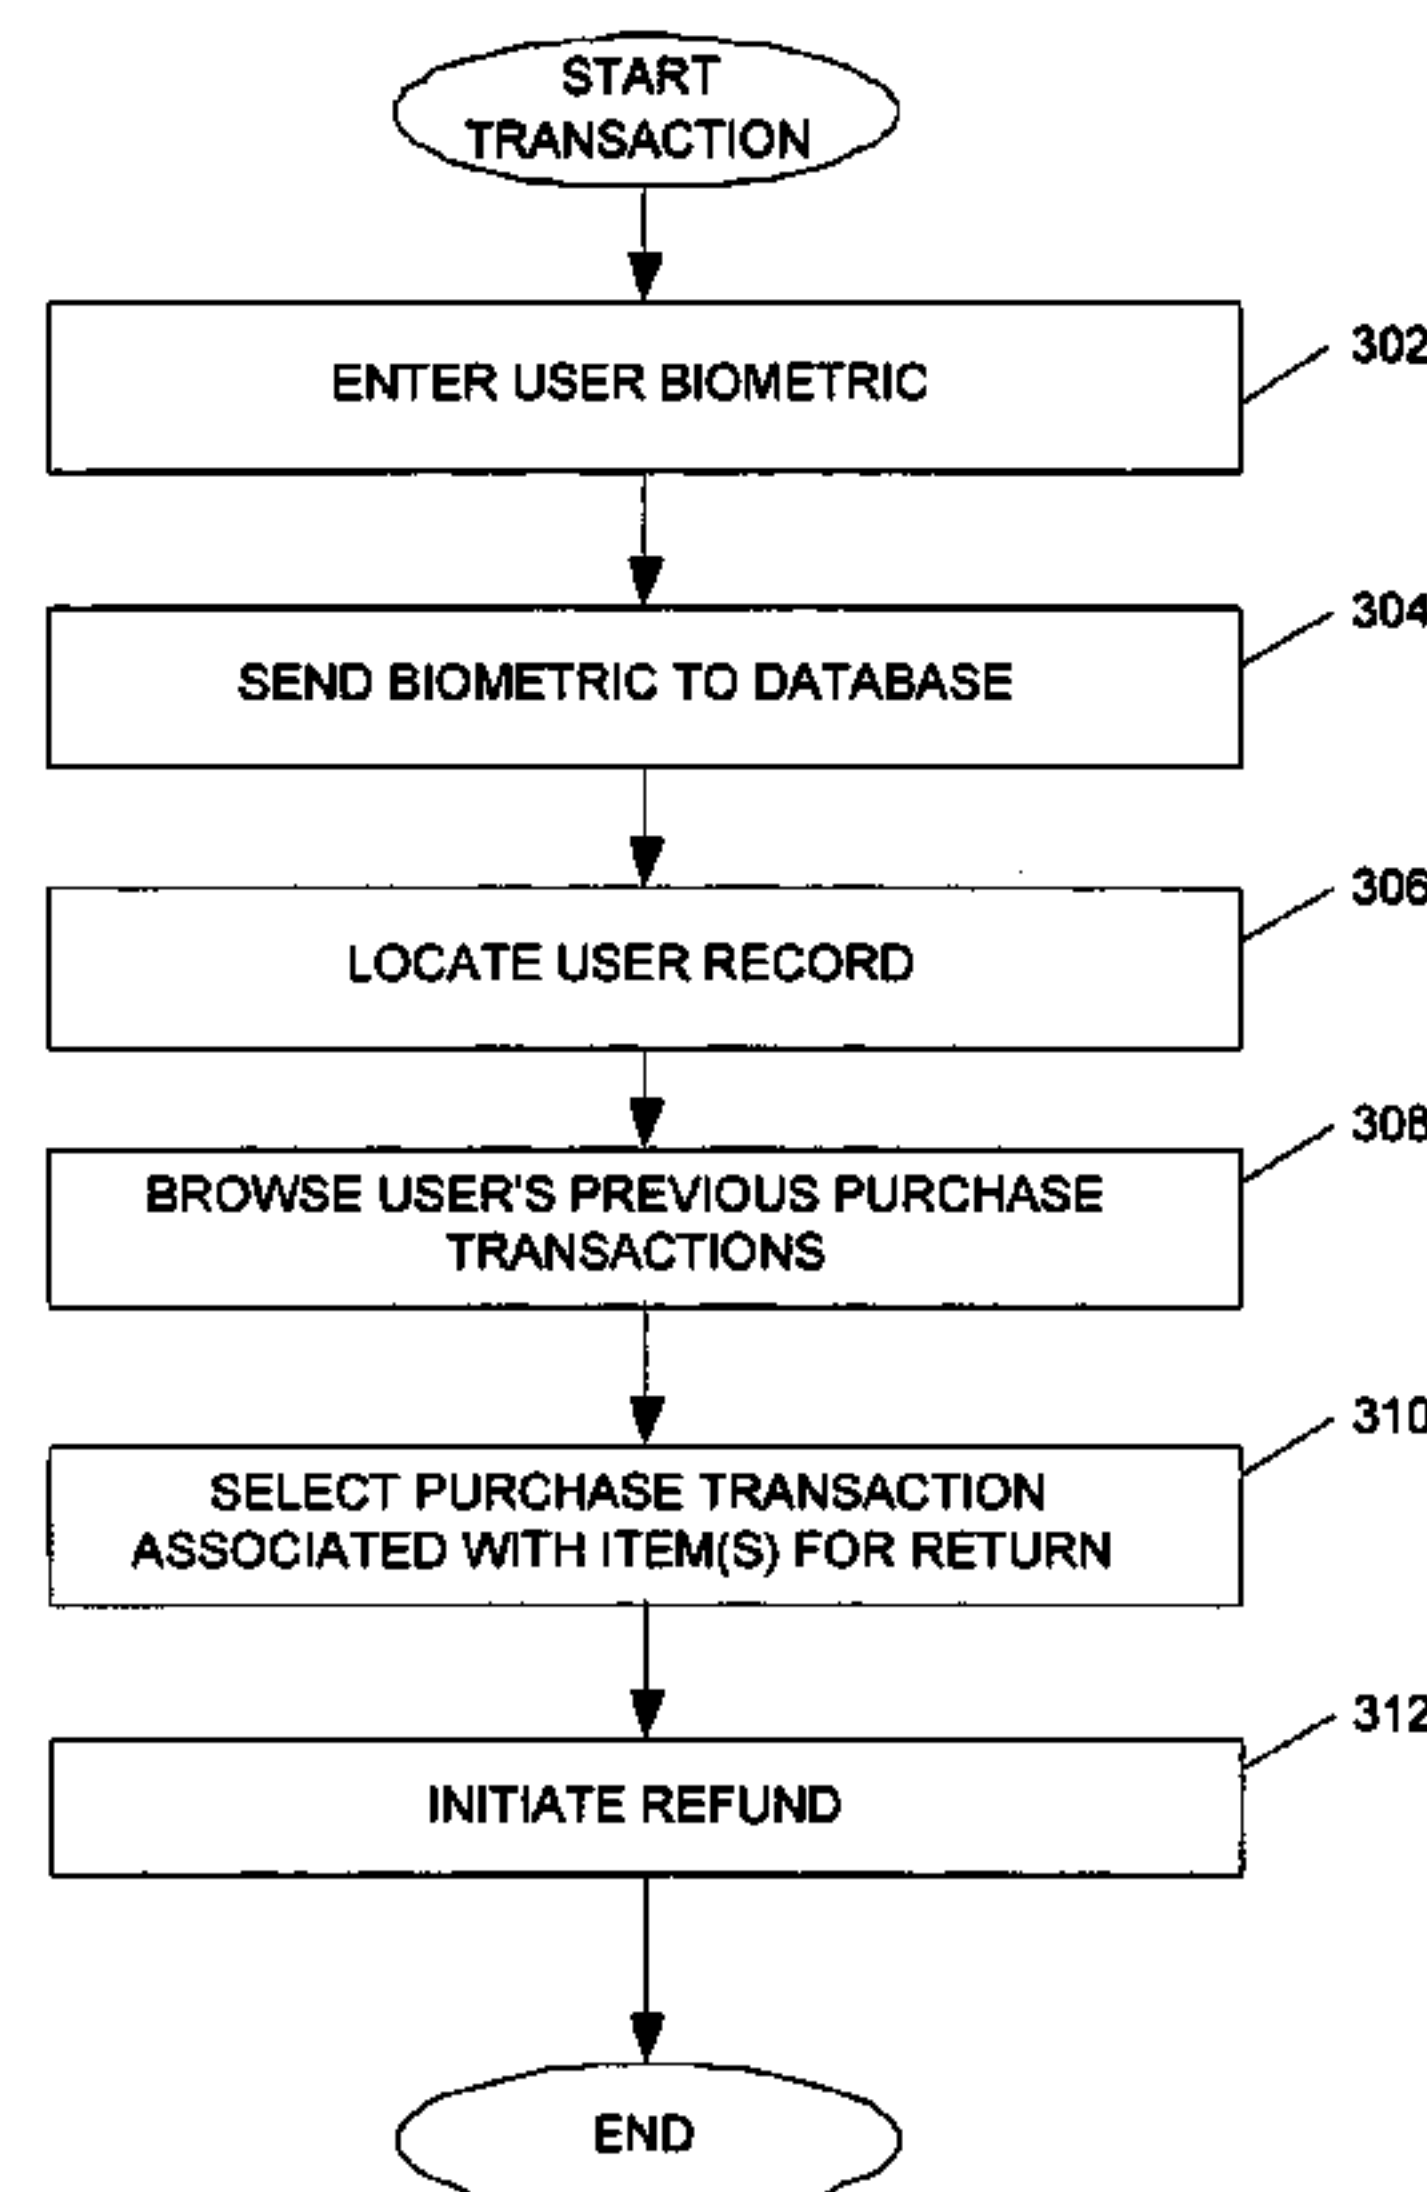 START
TRANSACTION
ENTER USER BIOMETRIC
302
SEND BIOMETRIC TO DATABASE
304
LOCATE USER RECORD
306
BROWSE USER'S PREVIOUS PURCHASE
TRANSACTIONS
308
SELECT PURCHASE TRANSACTION
ASSOCIATED WITH ITEM(S) FOR RETURN
310
INITIATE REFUND
312
END